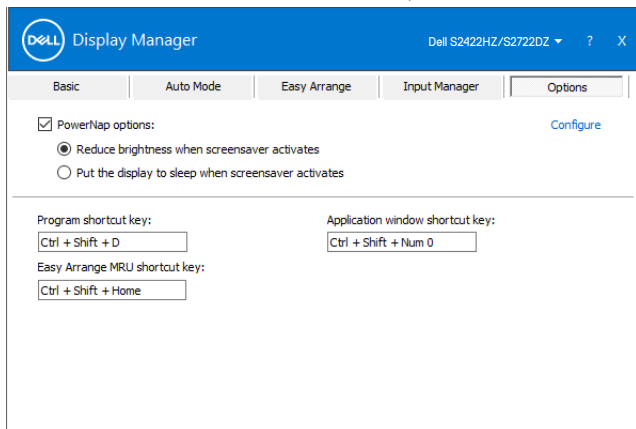 DELL Display Manager Dell S2422HZ/S2722DZ ? X
Basic Auto Mode Easy Arrange Input Manager Options
PowerNap options: Configure
Reduce brightness when screensaver activates
Put the display to sleep when screensaver activates
Program shortcut key: Application window shortcut key:
Ctrl + Shift + D Ctrl + Shift + Num 0
Easy Arrange MRU shortcut key:
Ctrl + Shift + Home